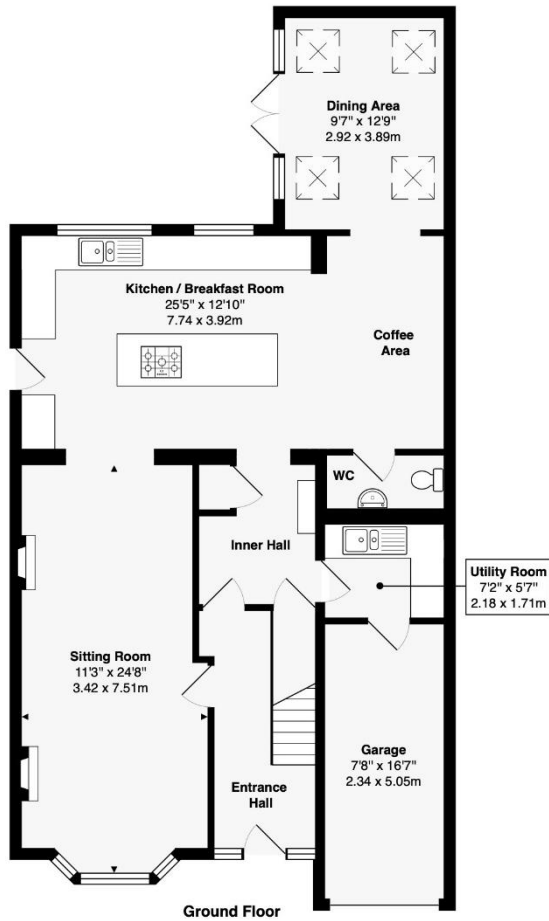 Dining Area
9'7" x 12'9"
2.92 x 3.89m
Kitchen / Breakfast Room
25'5" x 12'10"
7.74 x 3.92m
Coffee
Area
WC
Inner Hall
Utility Room
7'2" x 5'7"
2.18 x 1.71m
Sitting Room
11'3" x 24'8"
3.42 x 7.51m
Garage
7'8" x 16'7"
2.34 x 5.05m
Entrance
Hall
Ground Floor